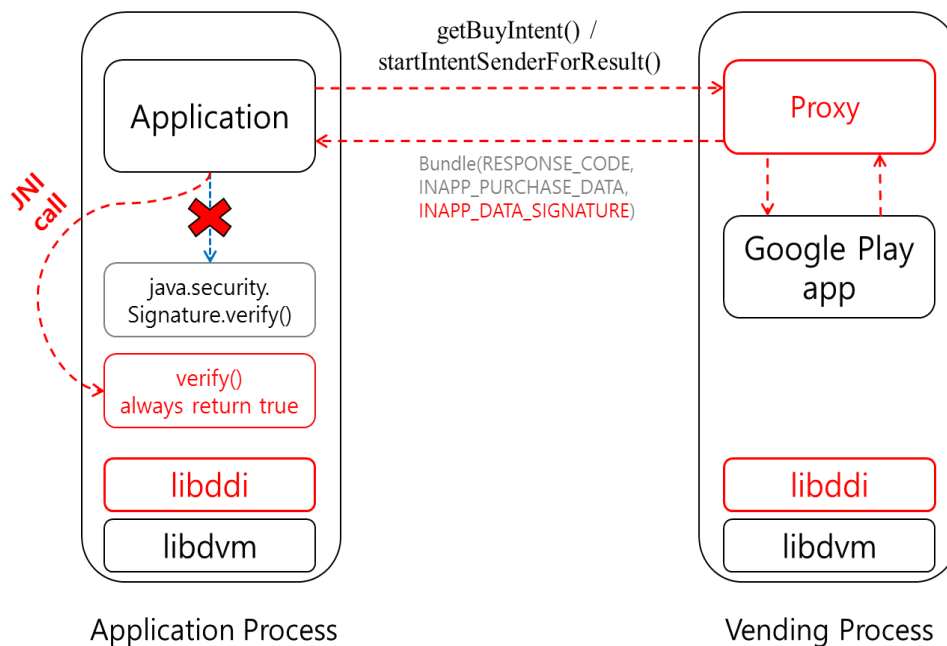 getBuyIntent() /
startIntentSenderForResult()
Application
Proxy
Bundle(RESPONSE_CODE,
INAPP_PURCHASE_DATA,
INAPP_DATA_SIGNATURE)
JNI
call
Google Play
app
java.security.
Signature.verify()
verify()
always return true
libddi
libddi
libdvm
libdvm
Application Process
Vending Process